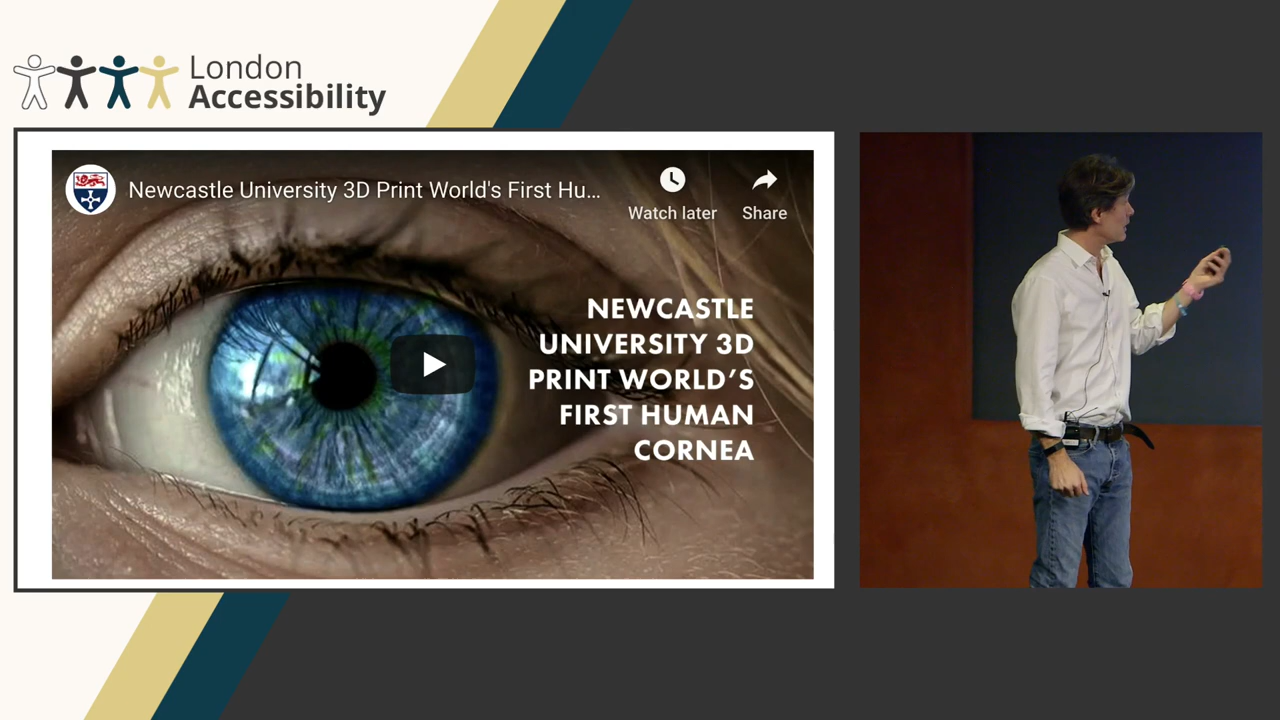 London
Accessibility
Newcastle University 3D Print World's First Hu...
Watch later
Share
NEWCASTLE
UNIVERSITY 3D
PRINT WORLD'S
FIRST HUMAN
CORNEA